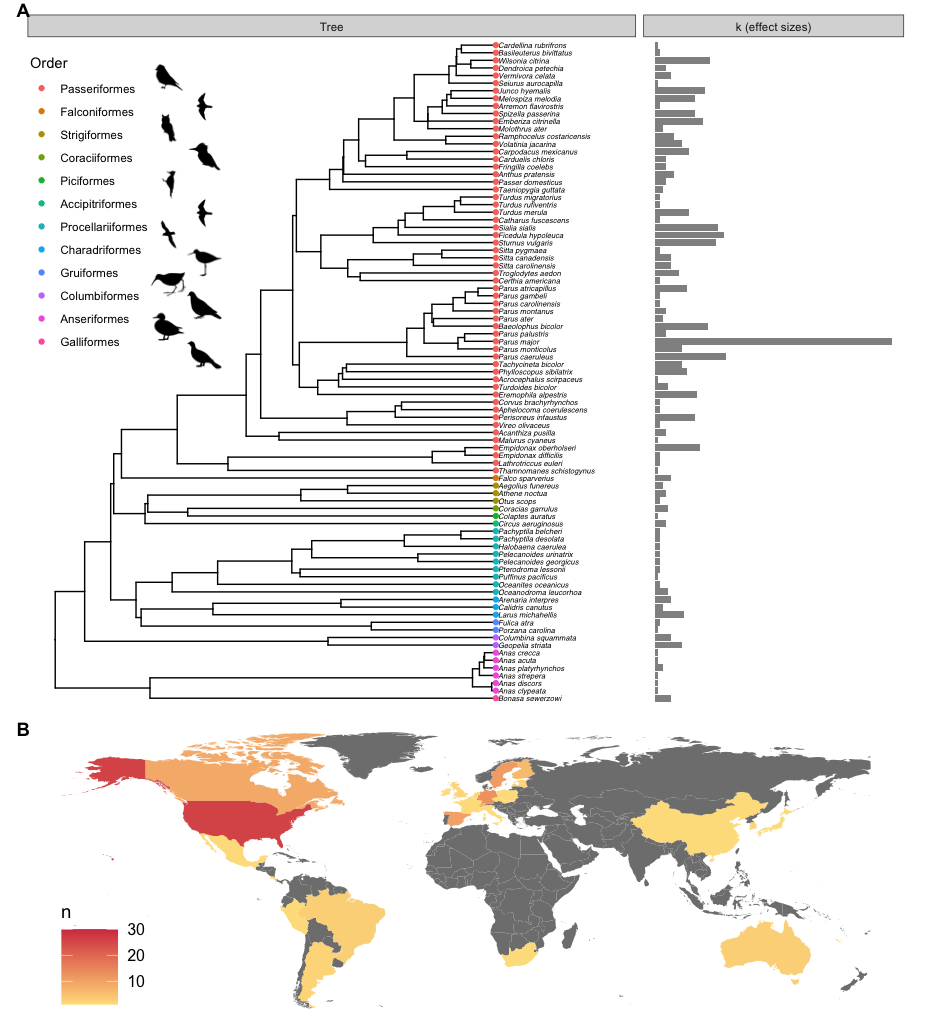 A
Tree
k (effect sizes)
Order
Passeriformes
Falconiformes
Strigiformes
Coraciiformes
Piciformes
Accipitriformes
Procellariiformes
Charadriformes
Gruiformes
Columbiformes
Anseriformes
Galliformes
Cardellina rubrifrons
Basileuterus bivittatus
Wilsonia citrina
Dendroica petechia
Vermivora celata
Seiurus aurocapilla
Junco hyemalis
Melospiza melodia
Arremon flavirostris
Spizella passerina
Emberiza citrinella
Molothrus ater
Ramphocelus costaricensis
Volatinia jacarina
Carpodacus mexicanus
Carduelis chloris
Fringilla coelebs
Anthus pratensis
Passer domesticus
Taeniopygia guttata
Turdus migratorius
Turdus rufiventris
Turdus merula
Catharus fuscescens
Sialia sialis
Ficedula hypoleuca
Sturnus vulgaris
Sitta pygmaea
Sitta canadensis
Sitta carolinensis
Troglodytes aedon
Certhia americana
Parus atricapillus
Parus gambeli
Parus carolinensis
Parus montanus
Parus ater
Baeolophus bicolor
Parus palustris
Parus major
Parus monticolus
Parus caeruleus
Tachycineta bicolor
Phylloscopus sibilatrix
Acrocephalus scirpaceus
Turdoides bicolor
Eremophila alpestris
Corvus brachyrhynchos
Aphelocoma coerulescens
Perisoreus infaustus
Vireo olivaceus
Acanthiza pusilla
Malurus cyaneus
Empidonax oberholseri
Empidonax difficilis
Lathrotriccus euleri
Thamnomanes schistogynus
Falco sparverius
Aegolius funereus
Athene noctua
Otus scops
Coracias garrulus
Colaptes auratus
Circus aeruginosus
Pachyptila belcheri
Pachyptila desolata
Halobaena caerulea
Pelecanoides urinatrix
Pelecanoides georgicus
Pterodroma lessonii
Puffinus pacificus
Oceanites oceanicus
Oceanodroma leucorhoa
Arenaria interpres
Calidris canutus
Larus michahellis
Fulica atra
Porzana carolina
Columbina squammata
Geopelia striata
Anas crecca
Anas acuta
Anas platyrhynchos
Anas strepera
Anas discors
Anas clypeata
Bonasa sewerzowi
B
n
30
20
10